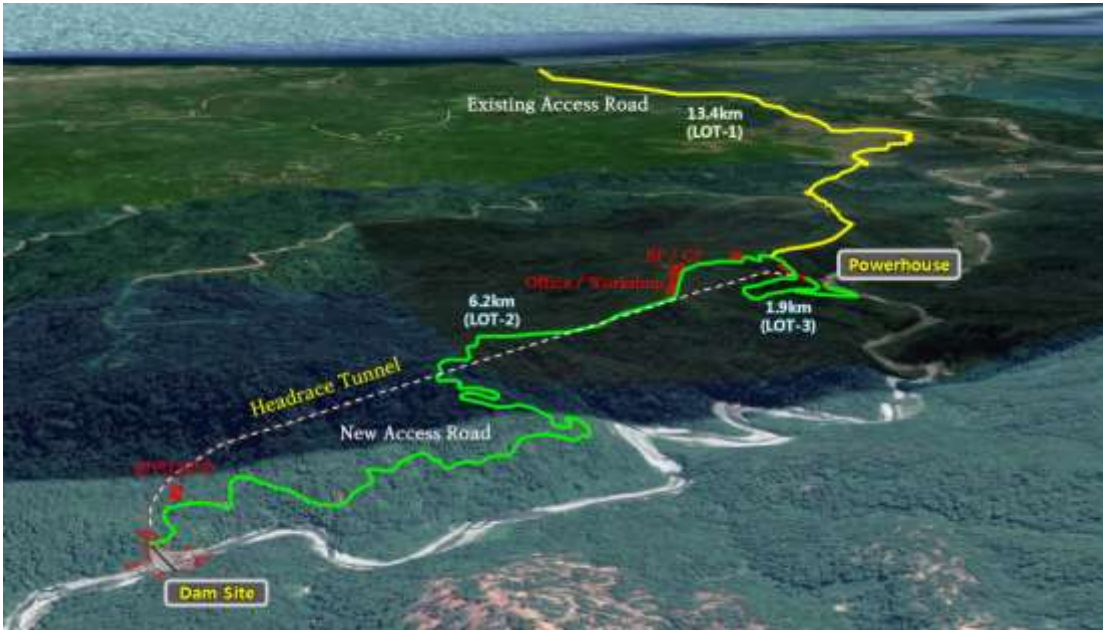 Existing Access Road
13.4km
(LOT-1)
Powerhouse
Office / Workshop
6.2km
(LOT-2)
1.9km
(LOT-3)
Headrace Tunnel
New Access Road
Dam Site